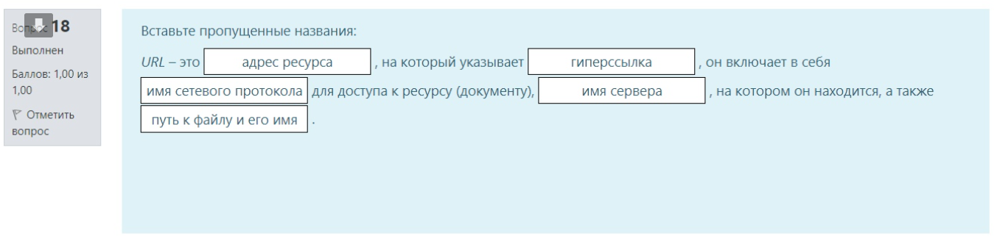 Вопрос 18
Выполнен
Баллов: 1,00 из
1,00
Отметить
вопрос
Вставьте пропущенные названия:
URL – это адрес ресурса , на который указывает гиперссылка , он включает в себя
имя сетевого протокола для доступа к ресурсу (документу), имя сервера , на котором он находится, а также
путь к файлу и его имя .